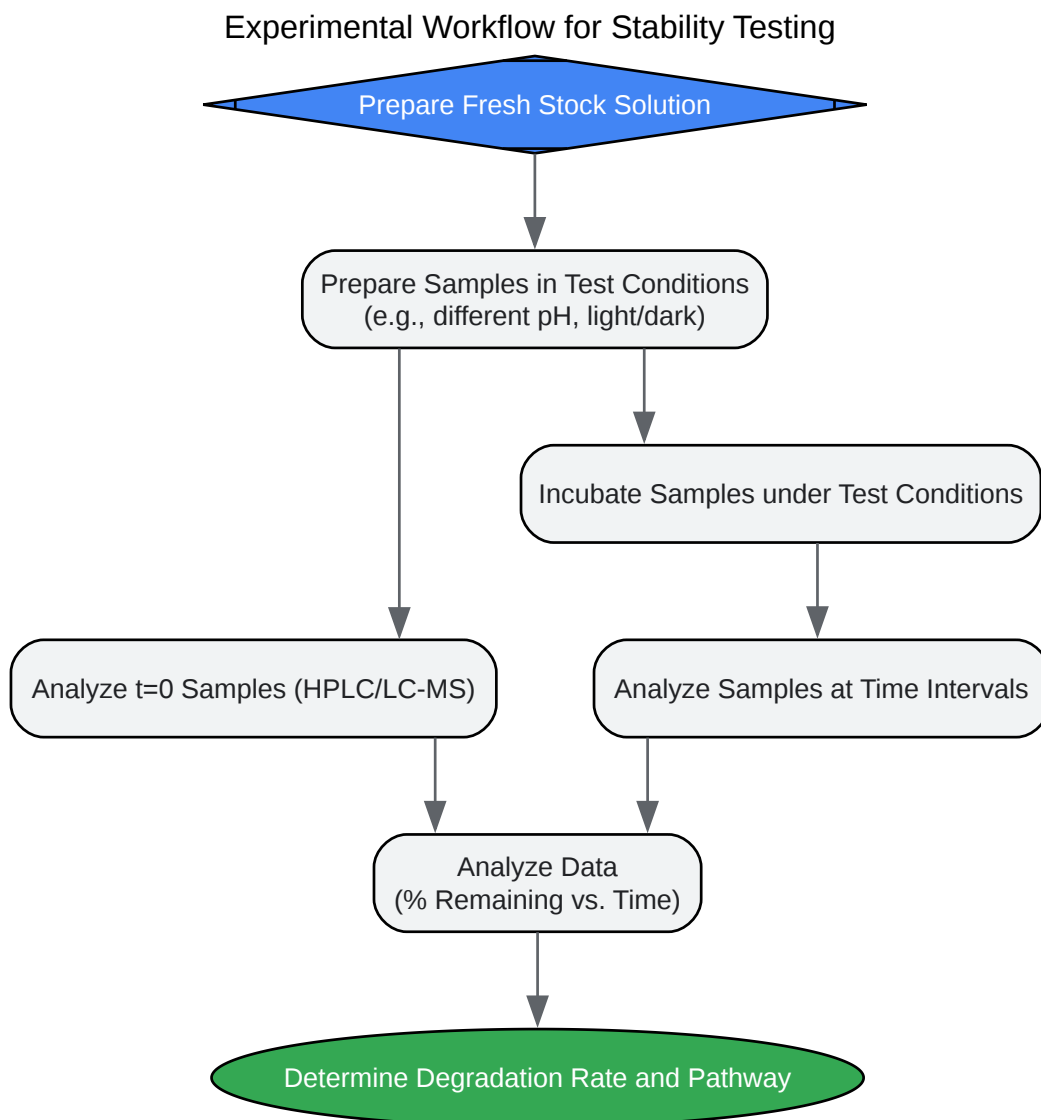 Experimental Workflow for Stability Testing
Prepare Fresh Stock Solution
Prepare Samples in Test Conditions
(e.g., different pH, light/dark)
Incubate Samples under Test Conditions
Analyze t=0 Samples (HPLC/LC-MS)
Analyze Samples at Time Intervals
Analyze Data
(% Remaining vs. Time)
Determine Degradation Rate and Pathway